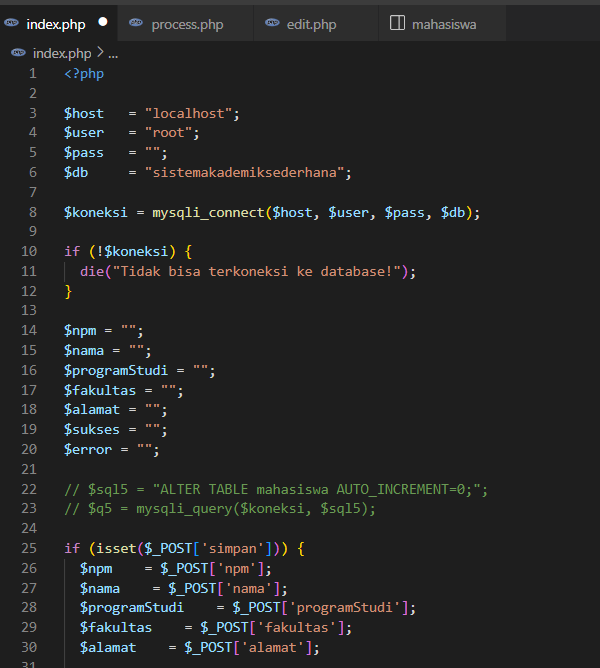 index.php process.php edit.php mahasiswa
index.php > ...
1 <?php
2
3 $host   = "localhost";
4 $user   = "root";
5 $pass   = "";
6 $db     = "sistemakademiksederhana";
7
8 $koneksi = mysqli_connect($host, $user, $pass, $db);
9
10 if (!$koneksi) {
11   die("Tidak bisa terkoneksi ke database!");
12 }
13
14 $npm = "";
15 $nama = "";
16 $programStudi = "";
17 $fakultas = "";
18 $alamat = "";
19 $sukses = "";
20 $error = "";
21
22 // $sql5 = "ALTER TABLE mahasiswa AUTO_INCREMENT=0;";
23 // $q5 = mysqli_query($koneksi, $sql5);
24
25 if (isset($_POST['simpan'])) {
26   $npm    = $_POST['npm'];
27   $nama    = $_POST['nama'];
28   $programStudi    = $_POST['programStudi'];
29   $fakultas    = $_POST['fakultas'];
30   $alamat    = $_POST['alamat'];
31